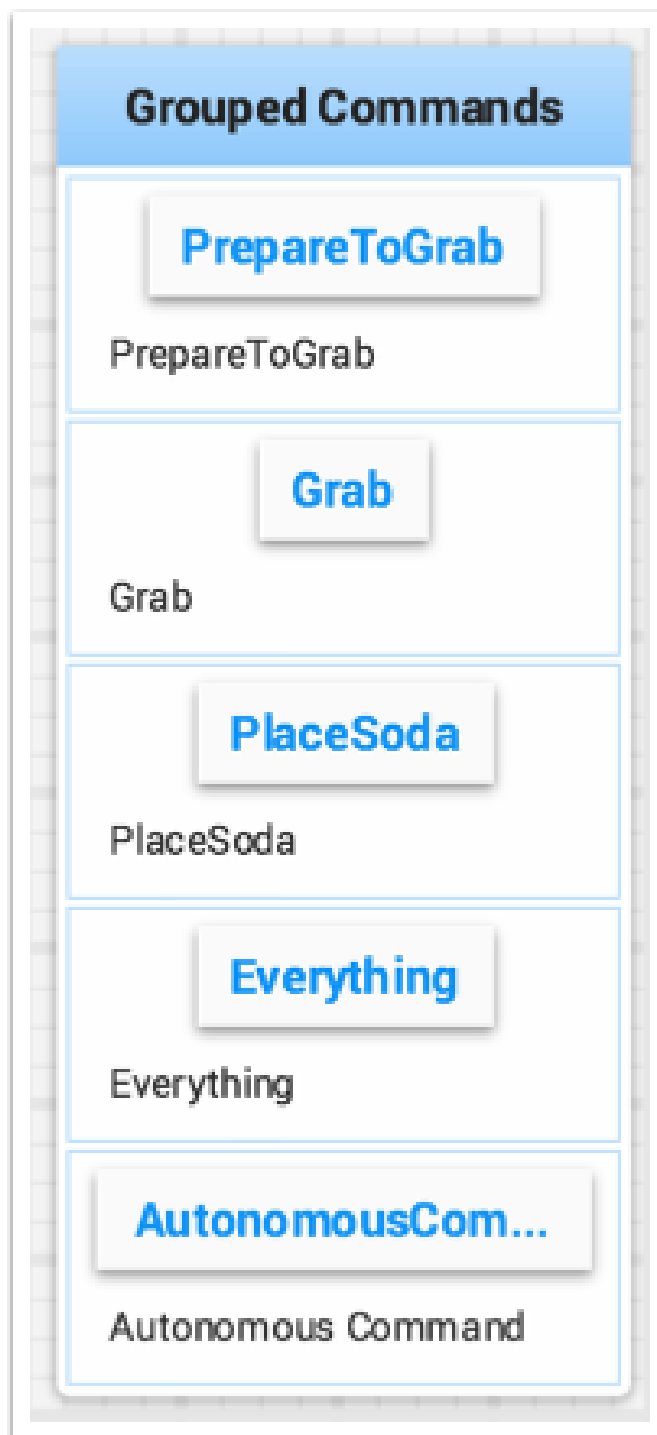 Grouped Commands
PrepareToGrab
PrepareToGrab
Grab
Grab
PlaceSoda
PlaceSoda
Everything
Everything
AutonomousCom...
Autonomous Command